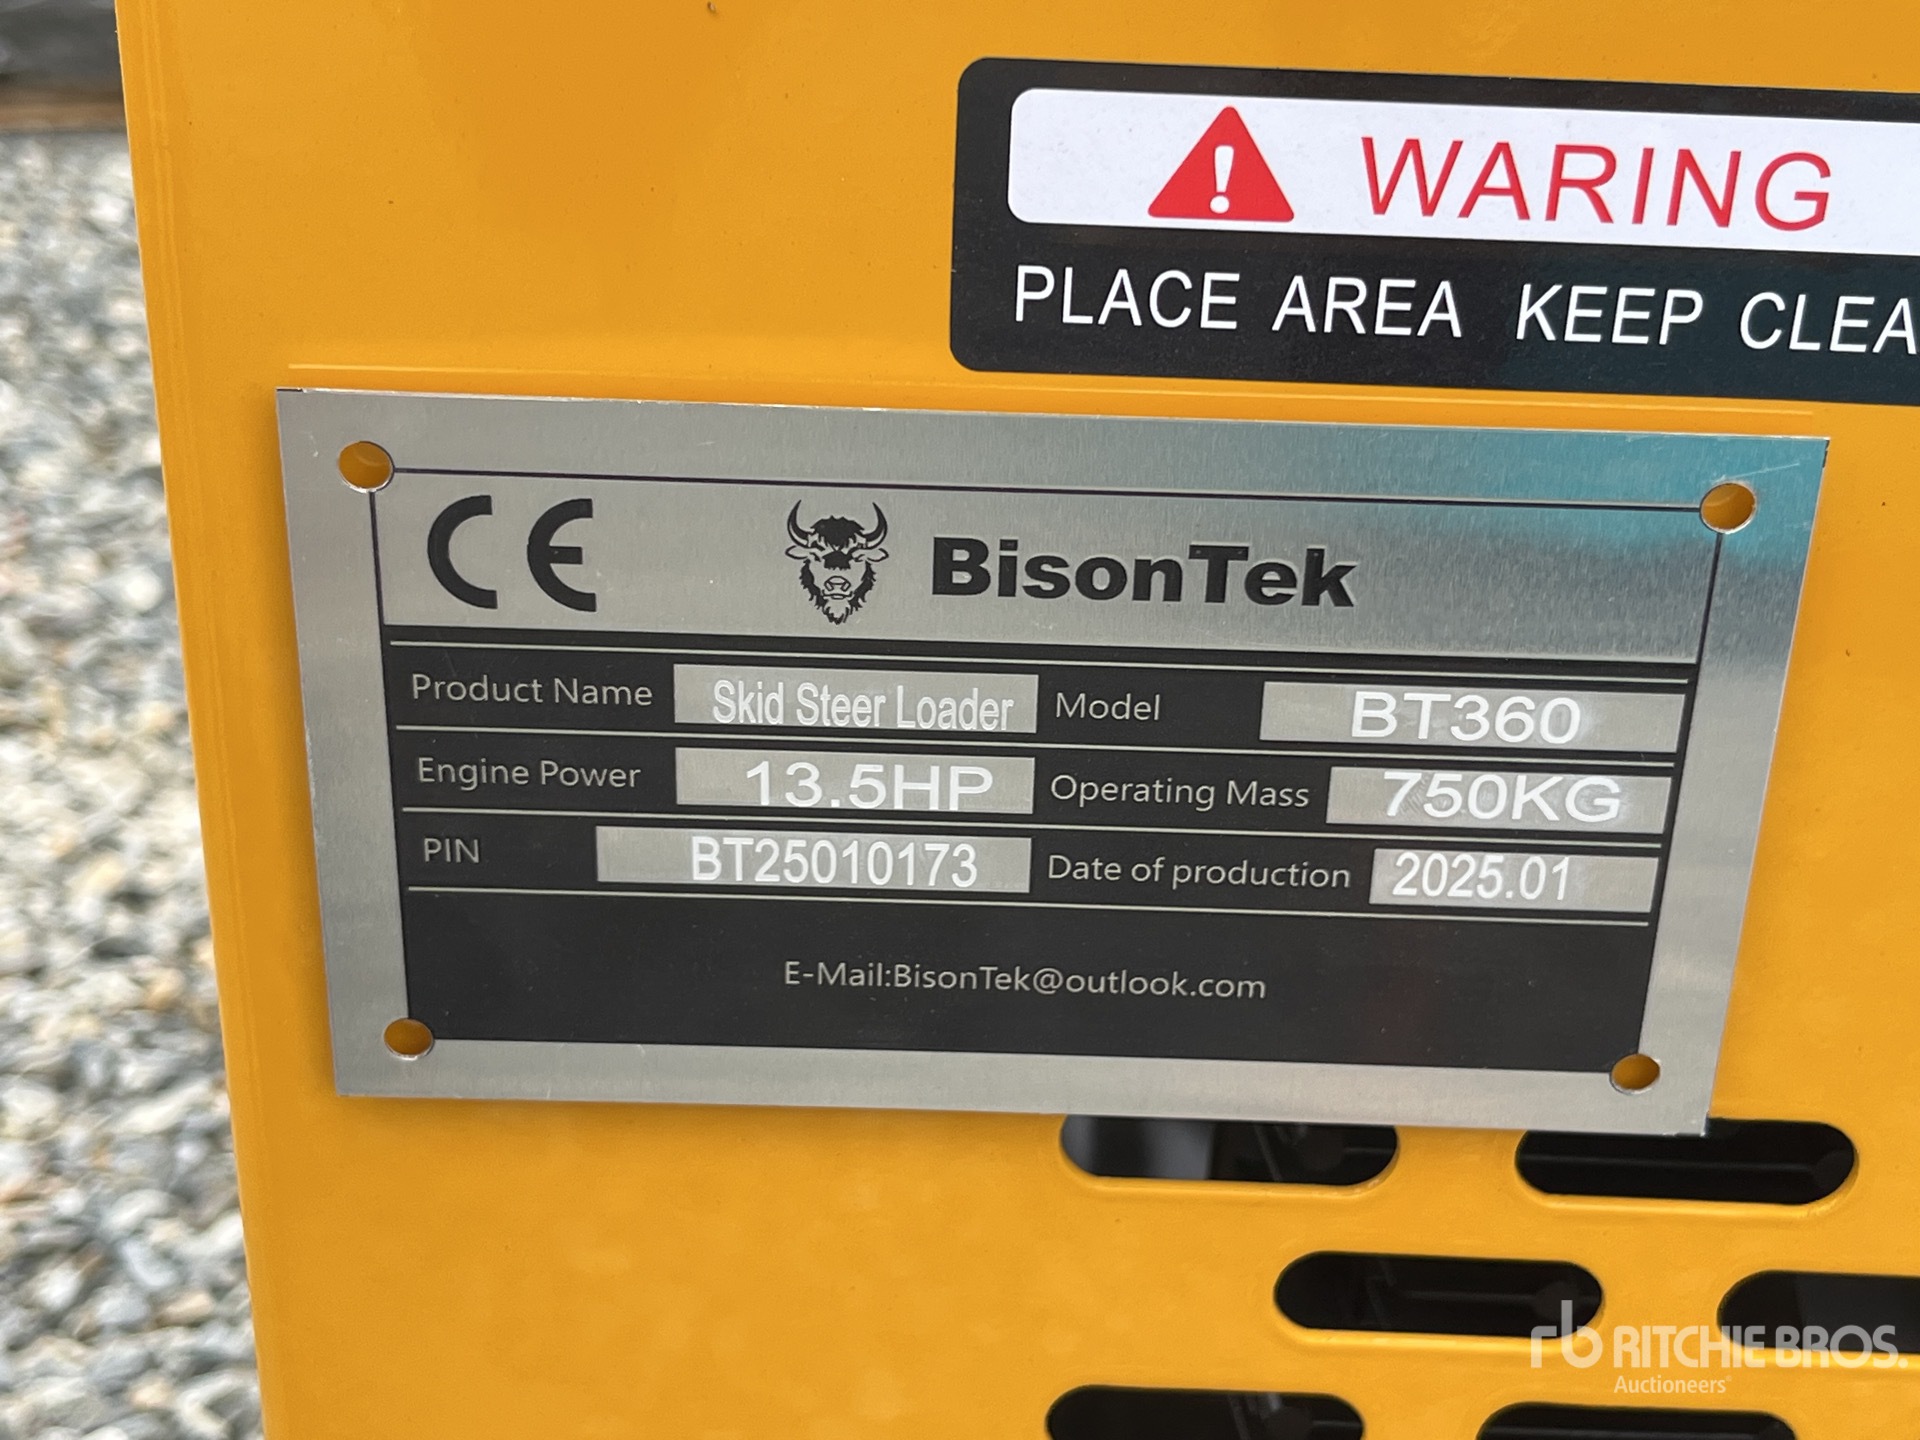 WARING
PLACE AREA KEEP CLEA
CE BisonTek
Product Name Skid Steer Loader Model BT360
Engine Power 13.5HP Operating Mass 750KG
PIN BT25010173 Date of production 2025.01
E-Mail:BisonTek@outlook.com
rb RITCHIE BROS.
Auctioneers